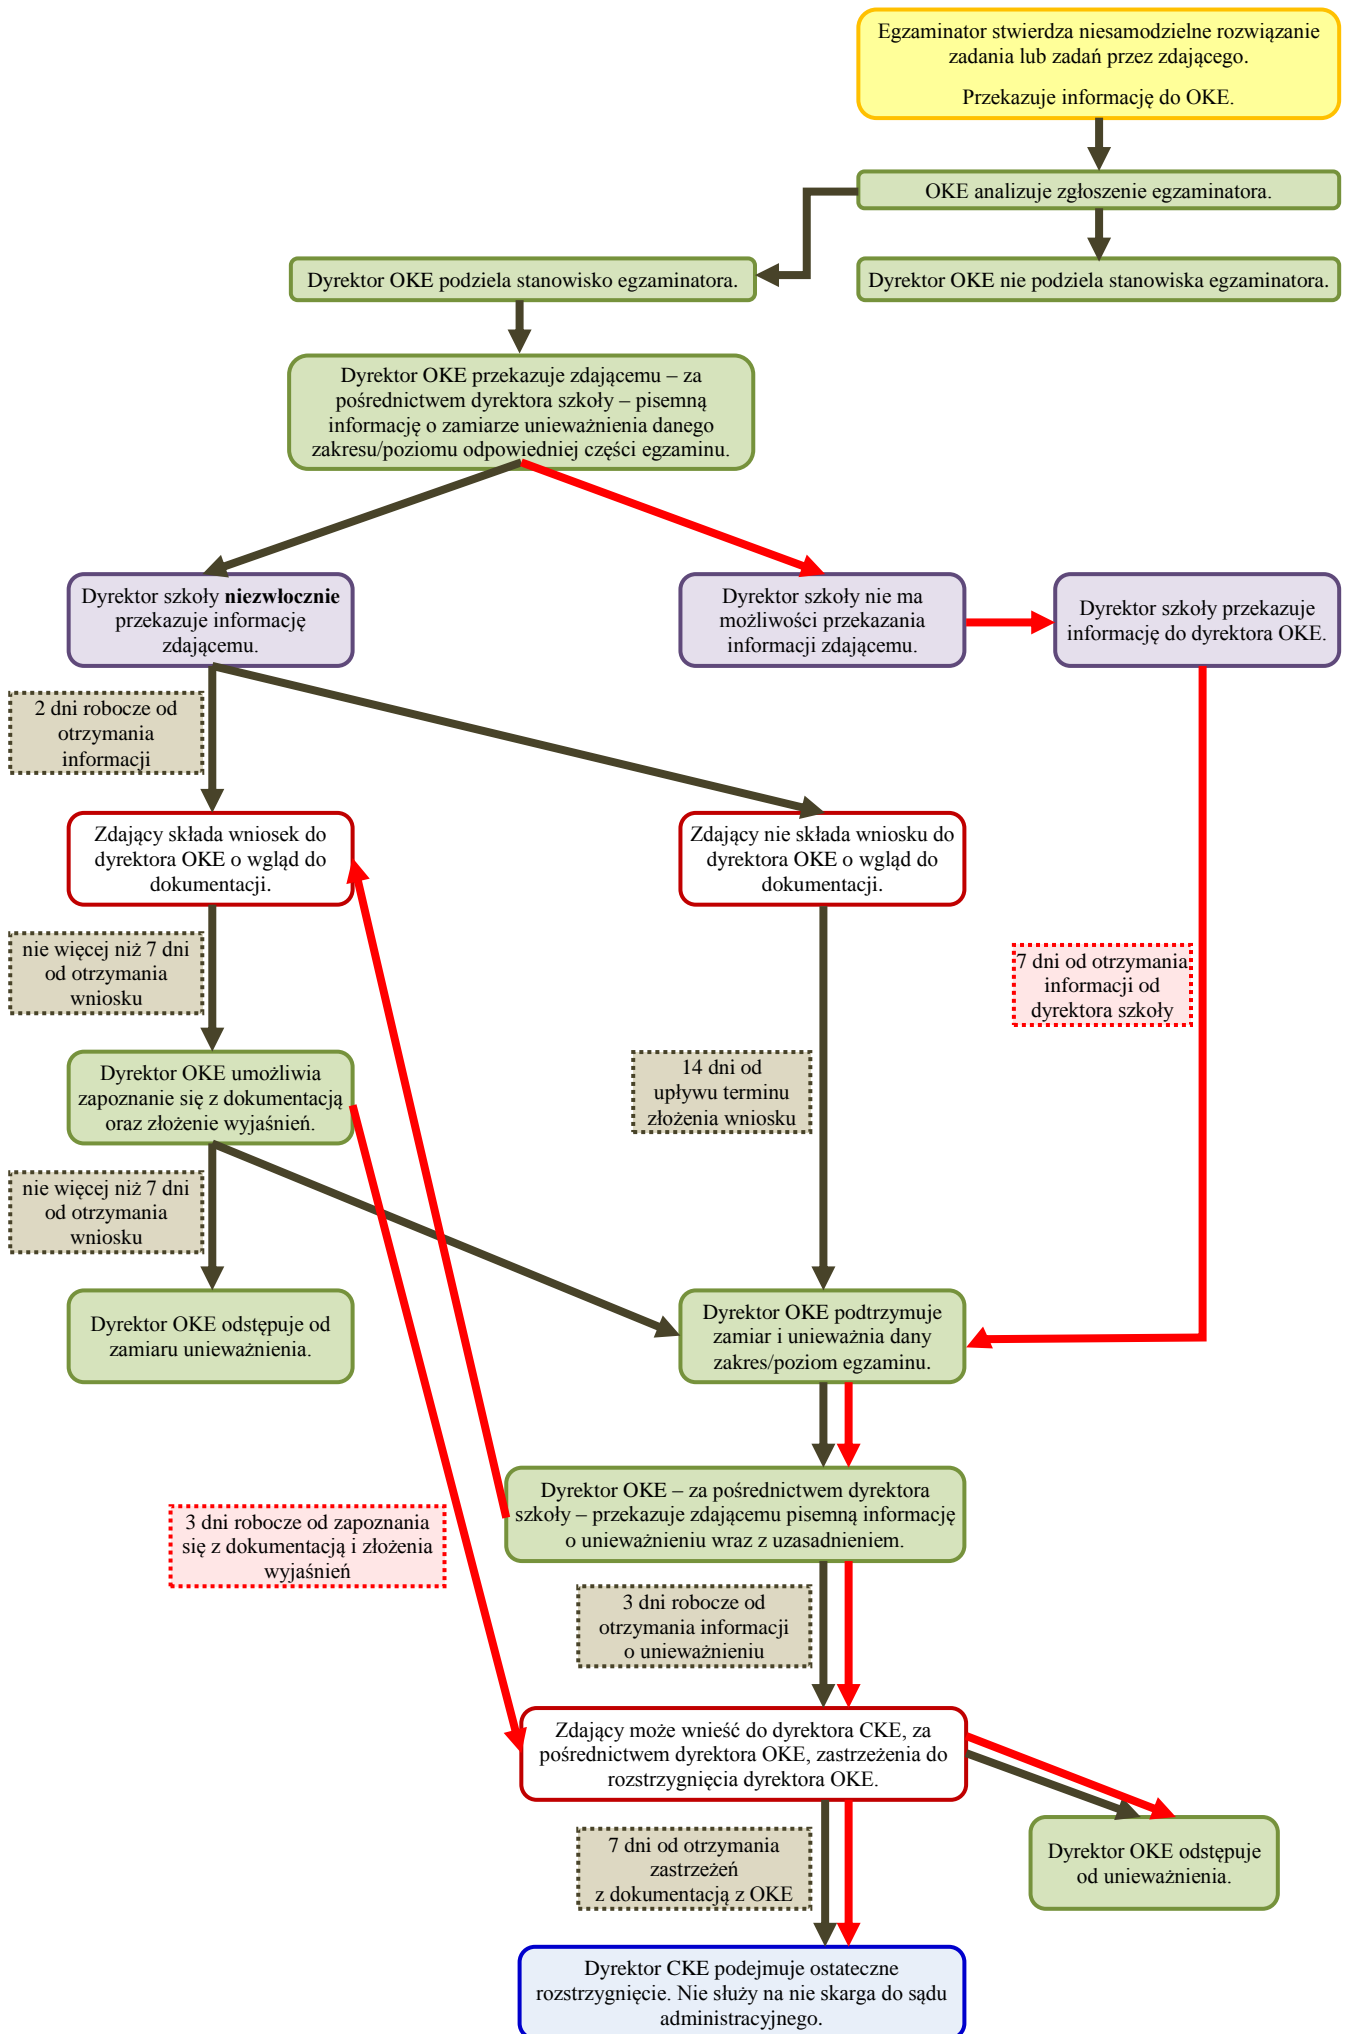 Egzaminator stwierdza niesamodzielne rozwiązanie
zadania lub zadań przez zdającego.
Przekazuje informację do OKE.
OKE analizuje zgłoszenie egzaminatora.
Dyrektor OKE podziela stanowisko egzaminatora.
Dyrektor OKE nie podziela stanowiska egzaminatora.
Dyrektor OKE przekazuje zdającemu – za
pośrednictwem dyrektora szkoły – pisemną
informację o zamiarze unieważnienia danego
zakresu/poziomu odpowiedniej części egzaminu.
Dyrektor szkoły niezwłocznie
przekazuje informację
zdającemu.
Dyrektor szkoły nie ma
możliwości przekazania
informacji zdającemu.
Dyrektor szkoły przekazuje
informację do dyrektora OKE.
2 dni robocze od
otrzymania
informacji
Zdający składa wniosek do
dyrektora OKE o wgląd do
dokumentacji.
Zdający nie składa wniosku do
dyrektora OKE o wgląd do
dokumentacji.
nie więcej niż 7 dni
od otrzymania
wniosku
7 dni od otrzymania
informacji od
dyrektora szkoły
Dyrektor OKE umożliwia
zapoznanie się z dokumentacją
oraz złożenie wyjaśnień.
14 dni od
upływu terminu
złożenia wniosku
nie więcej niż 7 dni
od otrzymania
wniosku
Dyrektor OKE odstępuje od
zamiaru unieważnienia.
Dyrektor OKE podtrzymuje
zamiar i unieważnia dany
zakres/poziom egzaminu.
Dyrektor OKE – za pośrednictwem dyrektora
szkoły – przekazuje zdającemu pisemną informację
o unieważnieniu wraz z uzasadnieniem.
3 dni robocze od zapoznania
się z dokumentacją i złożenia
wyjaśnień
3 dni robocze od
otrzymania informacji
o unieważnieniu
Zdający może wnieść do dyrektora CKE, za
pośrednictwem dyrektora OKE, zastrzeżenia do
rozstrzygnięcia dyrektora OKE.
7 dni od otrzymania
zastrzeżeń
z dokumentacją z OKE
Dyrektor OKE odstępuje
od unieważnienia.
Dyrektor CKE podejmuje ostateczne
rozstrzygnięcie. Nie służy na nie skarga do sądu
administracyjnego.